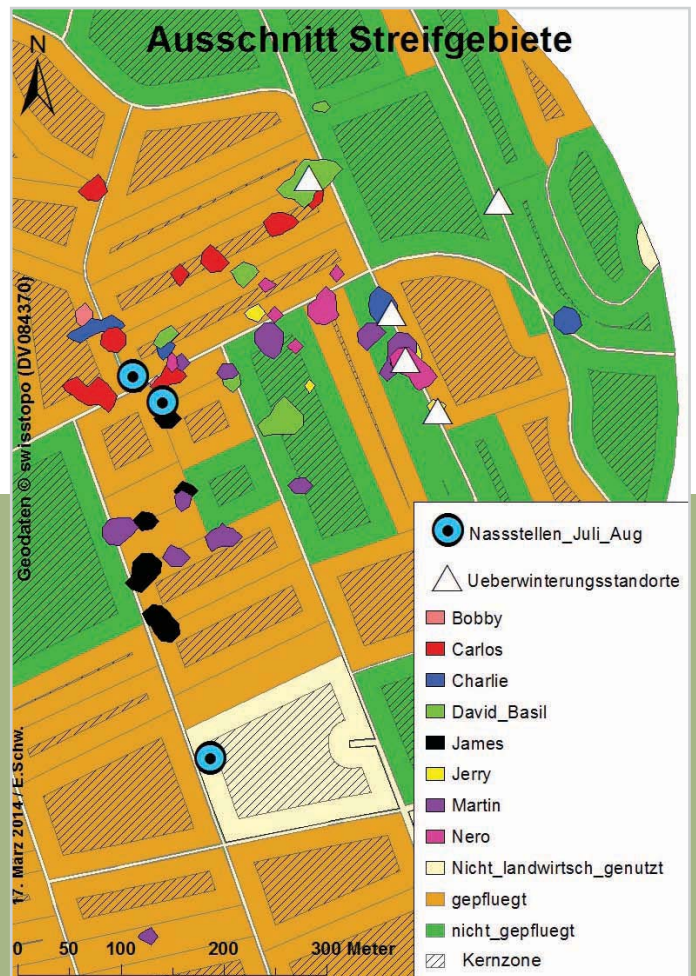 Ausschnitt Streifgebiete
N
Geodaten © swisstopo (DV084370)
17. März 2014 / E.Schw.
Nassstellen_Juli_Aug
Ueberwinterungsstandorte
Bobby
Carlos
Charlie
David_Basil
James
Jerry
Martin
Nero
Nicht_landwirtsch_genutzt
gepfluegt
nicht_gepfluegt
Kernzone
0 50 100 200 300 Meter